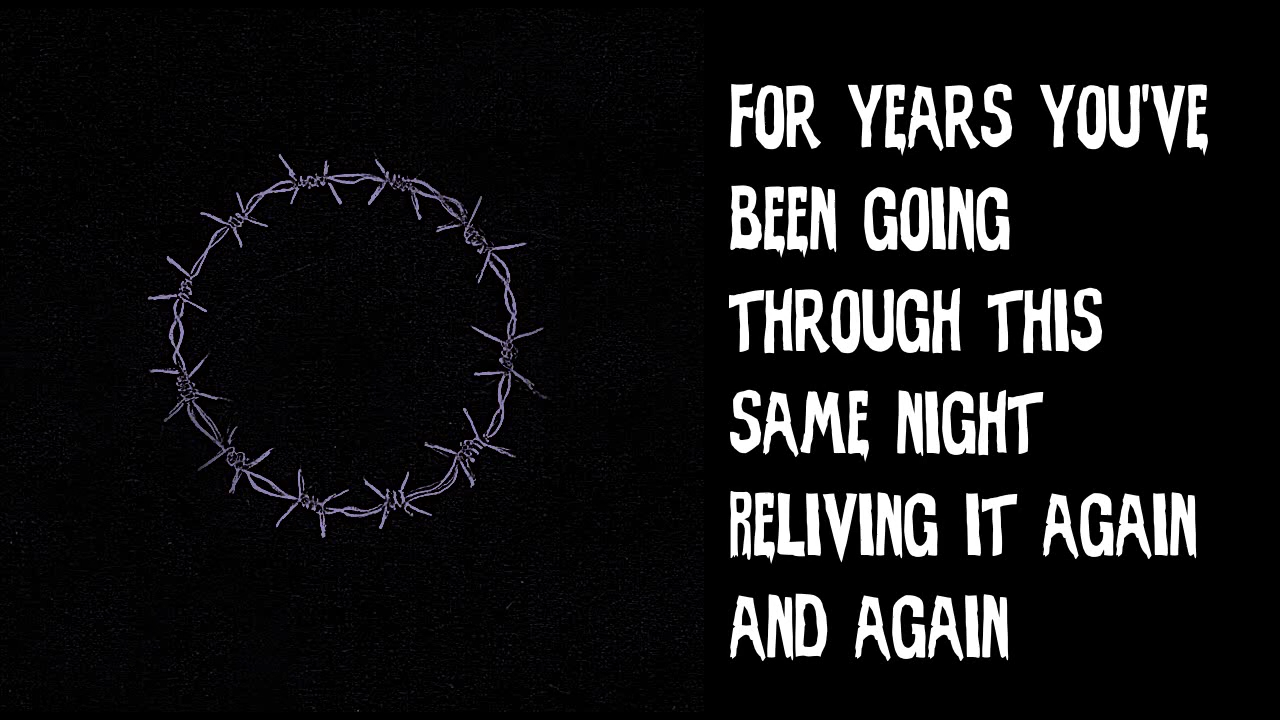 FOR YEARS YOU'VE
BEEN GOING
THROUGH THIS
SAME NIGHT
RELIVING IT AGAIN
AND AGAIN